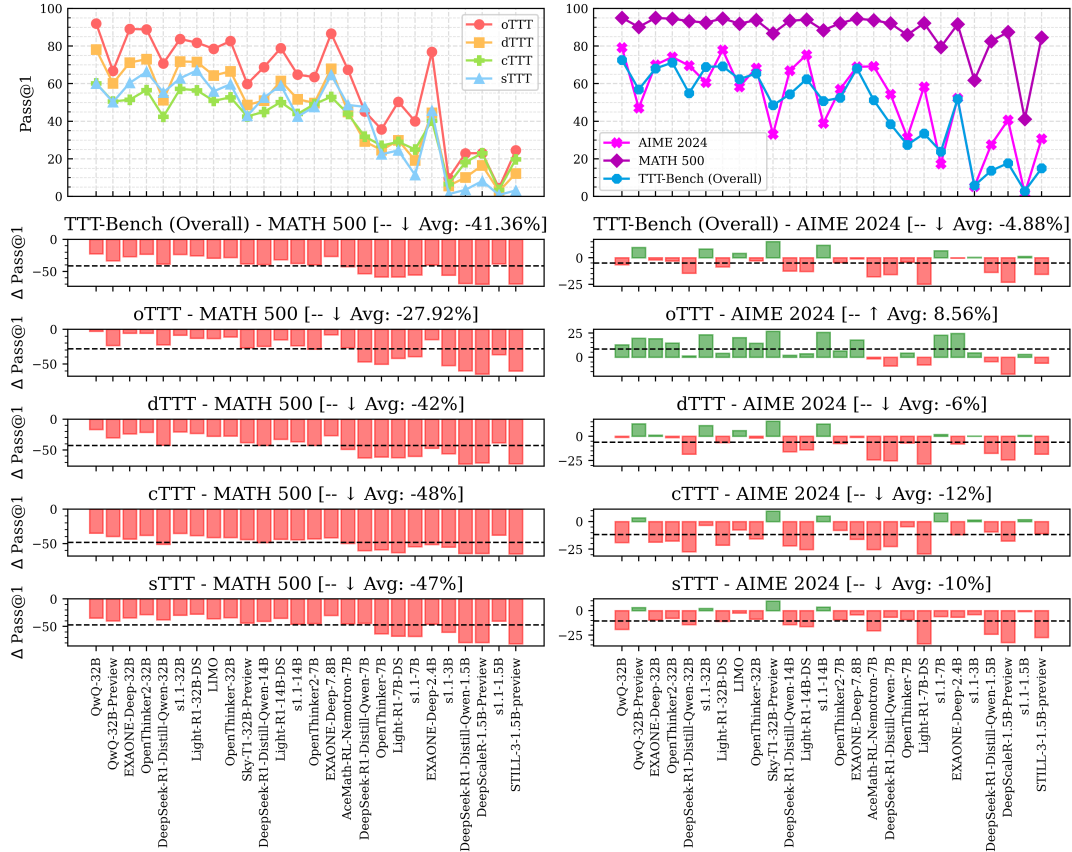 Pass@1
100
80
60
40
20
0
oTTT
dTTT
cTTT
sTTT
100
80
60
40
20
0
AIME 2024
MATH 500
TTT-Bench (Overall)
TTT-Bench (Overall) - MATH 500 [-- ↓ Avg: -41.36%]
Δ Pass@1
0
−50
TTT-Bench (Overall) - AIME 2024 [-- ↓ Avg: -4.88%]
0
−25
oTTT - MATH 500 [-- ↓ Avg: -27.92%]
Δ Pass@1
0
−50
oTTT - AIME 2024 [-- ↑ Avg: 8.56%]
25
0
dTTT - MATH 500 [-- ↓ Avg: -42%]
Δ Pass@1
0
−50
dTTT - AIME 2024 [-- ↓ Avg: -6%]
0
−25
cTTT - MATH 500 [-- ↓ Avg: -48%]
Δ Pass@1
0
−50
cTTT - AIME 2024 [-- ↓ Avg: -12%]
0
−25
sTTT - MATH 500 [-- ↓ Avg: -47%]
Δ Pass@1
0
−50
sTTT - AIME 2024 [-- ↓ Avg: -10%]
0
−25
QwQ-32B
QwQ-32B-Preview
EXAONE-Deep-32B
OpenThinker2-32B
DeepSeek-R1-Distill-Qwen-32B
s1.1-32B
Light-R1-32B-DS
LIMO
OpenThinker-32B
Sky-T1-32B-Preview
DeepSeek-R1-Distill-Qwen-14B
Light-R1-14B-DS
s1.1-14B
OpenThinker2-7B
EXAONE-Deep-7.8B
AceMath-RL-Nemotron-7B
DeepSeek-R1-Distill-Qwen-7B
OpenThinker-7B
Light-R1-7B-DS
s1.1-7B
EXAONE-Deep-2.4B
s1.1-3B
DeepSeek-R1-Distill-Qwen-1.5B
DeepScaleR-1.5B-Preview
s1.1-1.5B
STILL-3-1.5B-preview
QwQ-32B
QwQ-32B-Preview
EXAONE-Deep-32B
OpenThinker2-32B
DeepSeek-R1-Distill-Qwen-32B
s1.1-32B
Light-R1-32B-DS
LIMO
OpenThinker-32B
Sky-T1-32B-Preview
DeepSeek-R1-Distill-Qwen-14B
Light-R1-14B-DS
s1.1-14B
OpenThinker2-7B
EXAONE-Deep-7.8B
AceMath-RL-Nemotron-7B
DeepSeek-R1-Distill-Qwen-7B
OpenThinker-7B
Light-R1-7B-DS
s1.1-7B
EXAONE-Deep-2.4B
s1.1-3B
DeepSeek-R1-Distill-Qwen-1.5B
DeepScaleR-1.5B-Preview
s1.1-1.5B
STILL-3-1.5B-preview